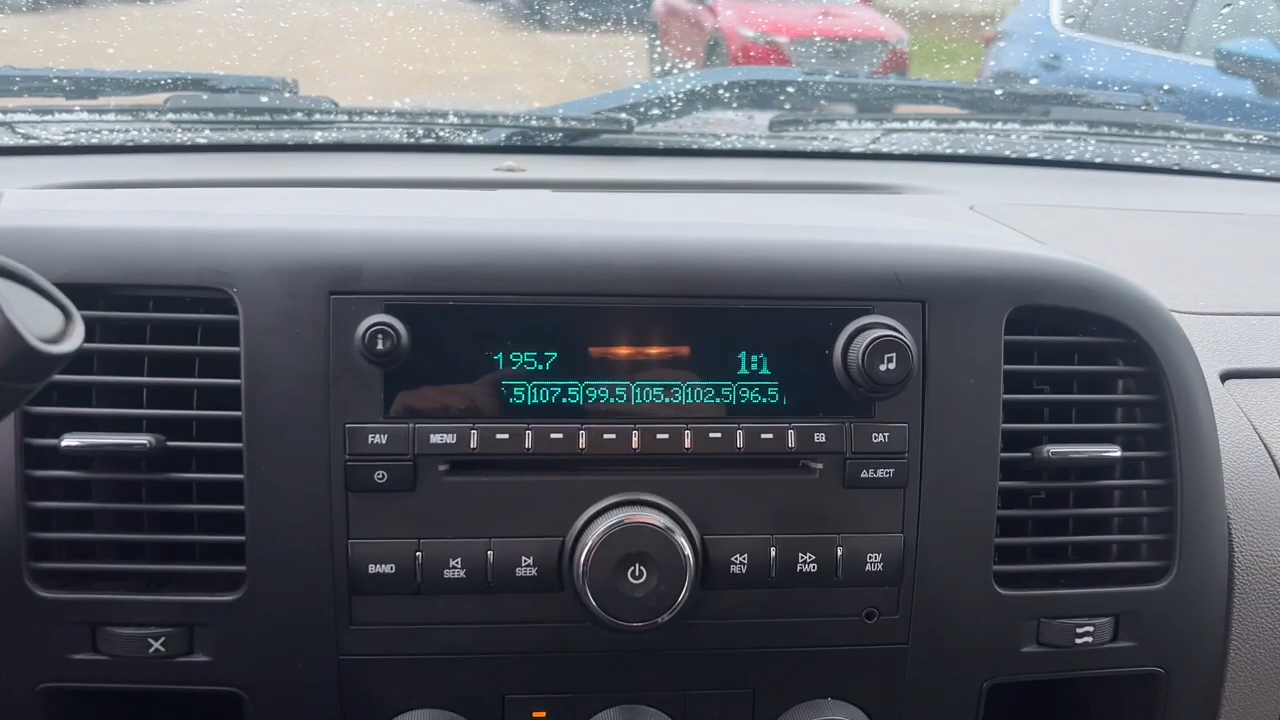 i
195.7 1:1
.5|107.5|99.5|105.3|102.5|96.5
FAV MENU EQ CAT
EJECT
BAND SEEK SEEK REV FWD CD/
AUX